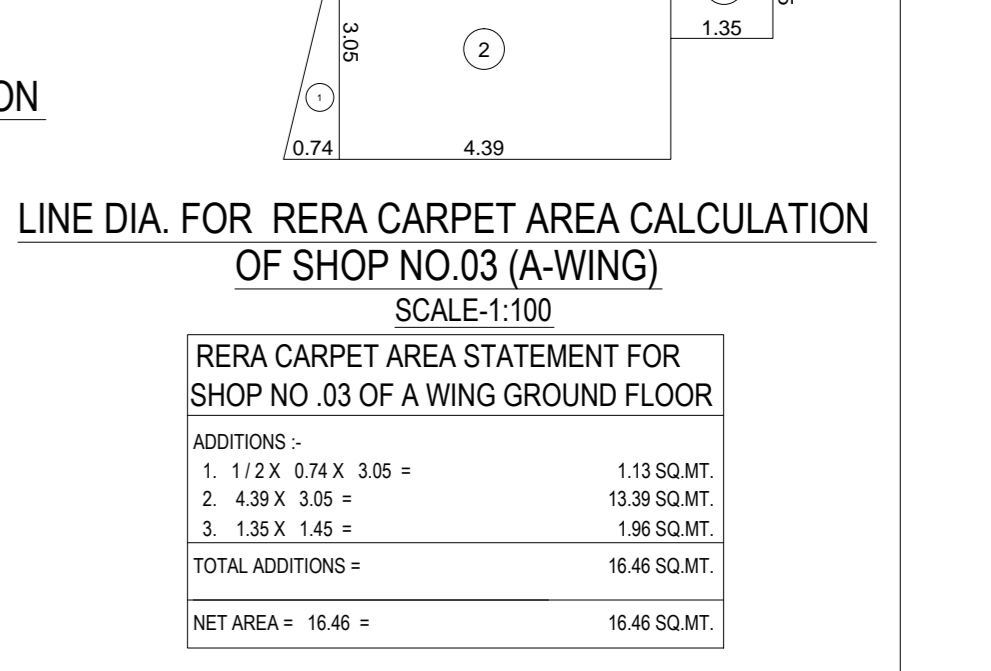 3.05
2
1.35
ON
1
0.74
4.39
LINE DIA. FOR RERA CARPET AREA CALCULATION
OF SHOP NO.03 (A-WING)
SCALE-1:100
RERA CARPET AREA STATEMENT FOR
SHOP NO .03 OF A WING GROUND FLOOR
ADDITIONS :-
1. 1 / 2 X 0.74 X 3.05 = 1.13 SQ.MT.
2. 4.39 X 3.05 = 13.39 SQ.MT.
3. 1.35 X 1.45 = 1.96 SQ.MT.
TOTAL ADDITIONS = 16.46 SQ.MT.
NET AREA = 16.46 = 16.46 SQ.MT.